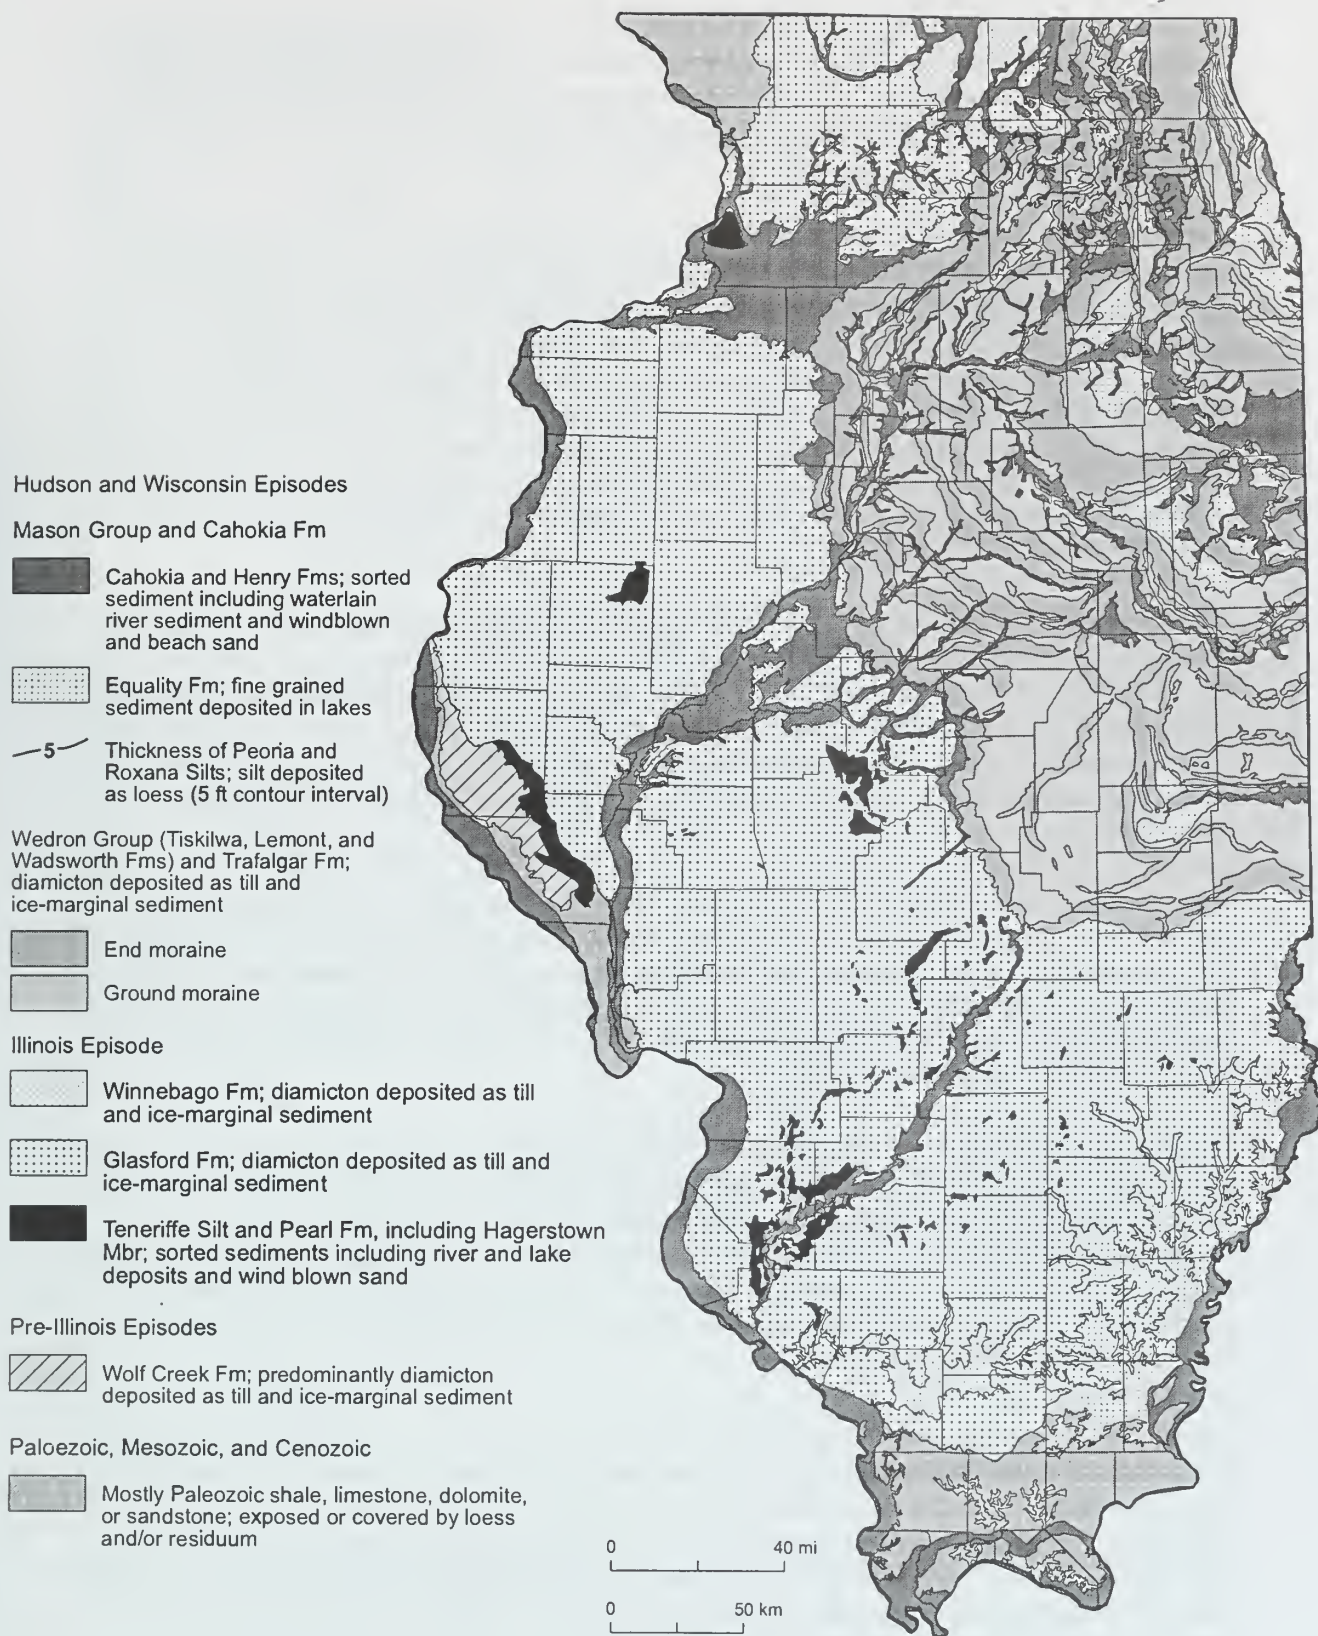 Hudson and Wisconsin Episodes
Mason Group and Cahokia Fm
Cahokia and Henry Fms; sorted
sediment including waterlain
river sediment and windblown
and beach sand
Equality Fm; fine grained
sediment deposited in lakes
5
Thickness of Peoria and
Roxana Silts; silt deposited
as loess (5 ft contour interval)
Wedron Group (Tiskilwa, Lemont, and
Wadsworth Fms) and Trafalgar Fm;
diamicton deposited as till and
ice-marginal sediment
End moraine
Ground moraine
Illinois Episode
Winnebago Fm; diamicton deposited as till
and ice-marginal sediment
Glasford Fm; diamicton deposited as till and
ice-marginal sediment
Teneriffe Silt and Pearl Fm, including Hagerstown
Mbr; sorted sediments including river and lake
deposits and wind blown sand
Pre-Illinois Episodes
Wolf Creek Fm; predominantly diamicton
deposited as till and ice-marginal sediment
Paloezoic, Mesozoic, and Cenozoic
Mostly Paleozoic shale, limestone, dolomite,
or sandstone; exposed or covered by loess
and/or residuum
0 40 mi
0 50 km